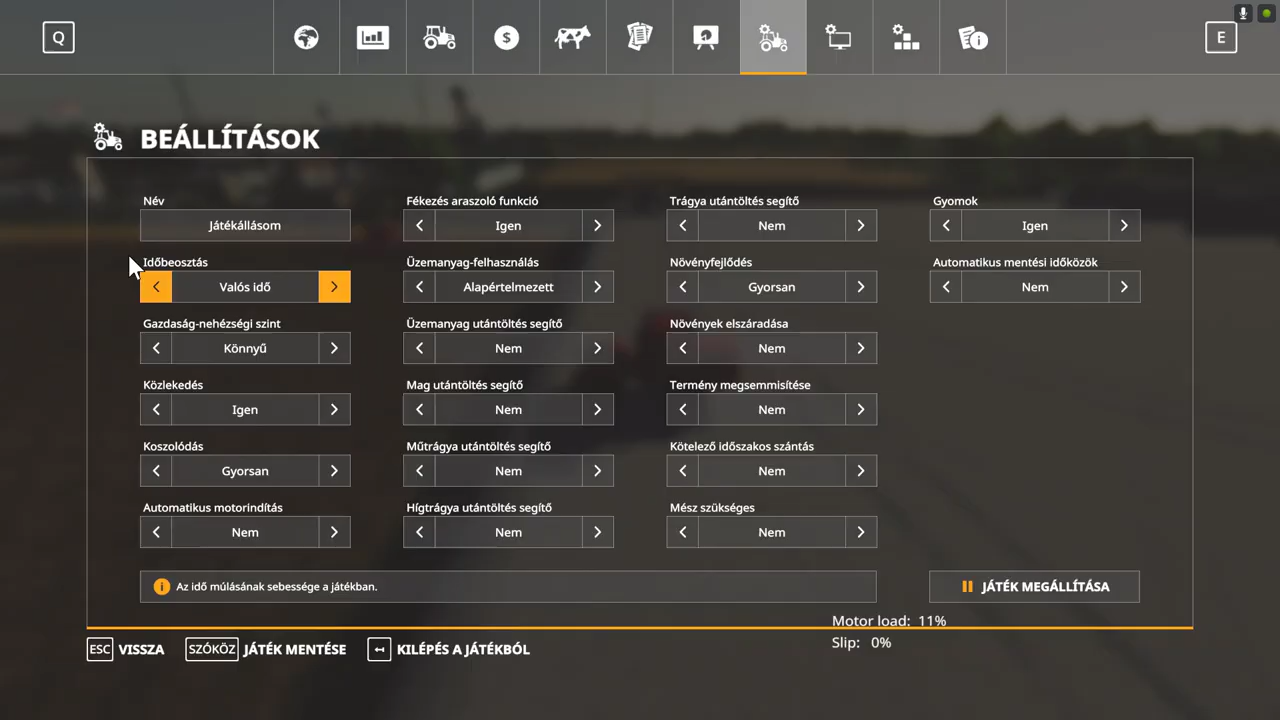 Q
E
BEÁLLÍTÁSOK
Név
Játékállásom
Időbeosztás
Valós idő
Gazdaság-nehézségi szint
Könnyű
Közlekedés
Igen
Koszolódás
Gyorsan
Automatikus motorindítás
Nem
Fékezés araszoló funkció
Igen
Üzemanyag-felhasználás
Alapértelmezett
Üzemanyag utántöltés segítő
Nem
Mag utántöltés segítő
Nem
Műtrágya utántöltés segítő
Nem
Hígtrágya utántöltés segítő
Nem
Trágya utántöltés segítő
Nem
Növényfejlődés
Gyorsan
Növények elszáradása
Nem
Termény megsemmisítése
Nem
Kötelező időszakos szántás
Nem
Mész szükséges
Nem
Gyomok
Igen
Automatikus mentési időközök
Nem
Az idő múlásának sebessége a játékban.
JÁTÉK MEGÁLLÍTÁSA
Motor load: 11%
Slip: 0%
ESC VISSZA SZÓKÖZ JÁTÉK MENTÉSE KILÉPÉS A JÁTÉKBÓL